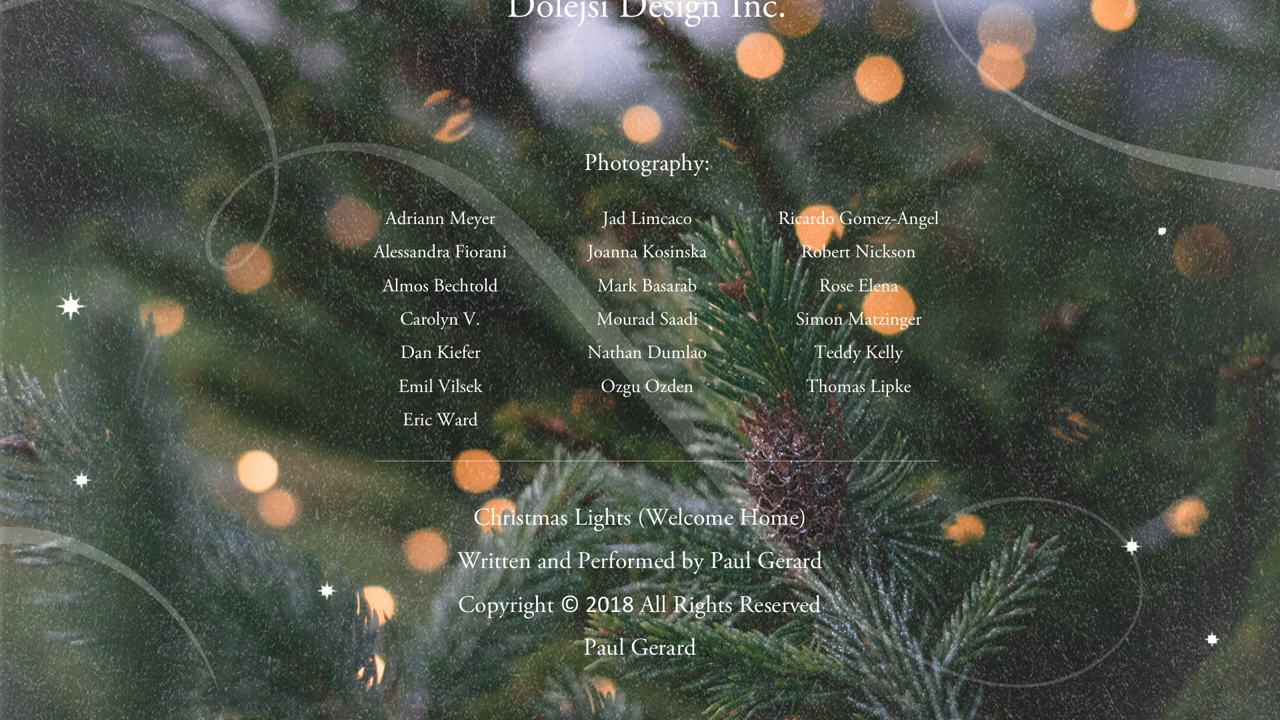 Dolejsi Design Inc.
Photography:
Adriann Meyer
Alessandra Fiorani
Almos Bechtold
Carolyn V.
Dan Kiefer
Emil Vilsek
Eric Ward
Jad Limcaco
Joanna Kosinska
Mark Basarab
Mourad Saadi
Nathan Dumlao
Ozgu Ozden
Ricardo Gomez-Angel
Robert Nickson
Rose Elena
Simon Matzinger
Teddy Kelly
Thomas Lipke
Christmas Lights (Welcome Home)
Written and Performed by Paul Gerard
Copyright © 2018 All Rights Reserved
Paul Gerard